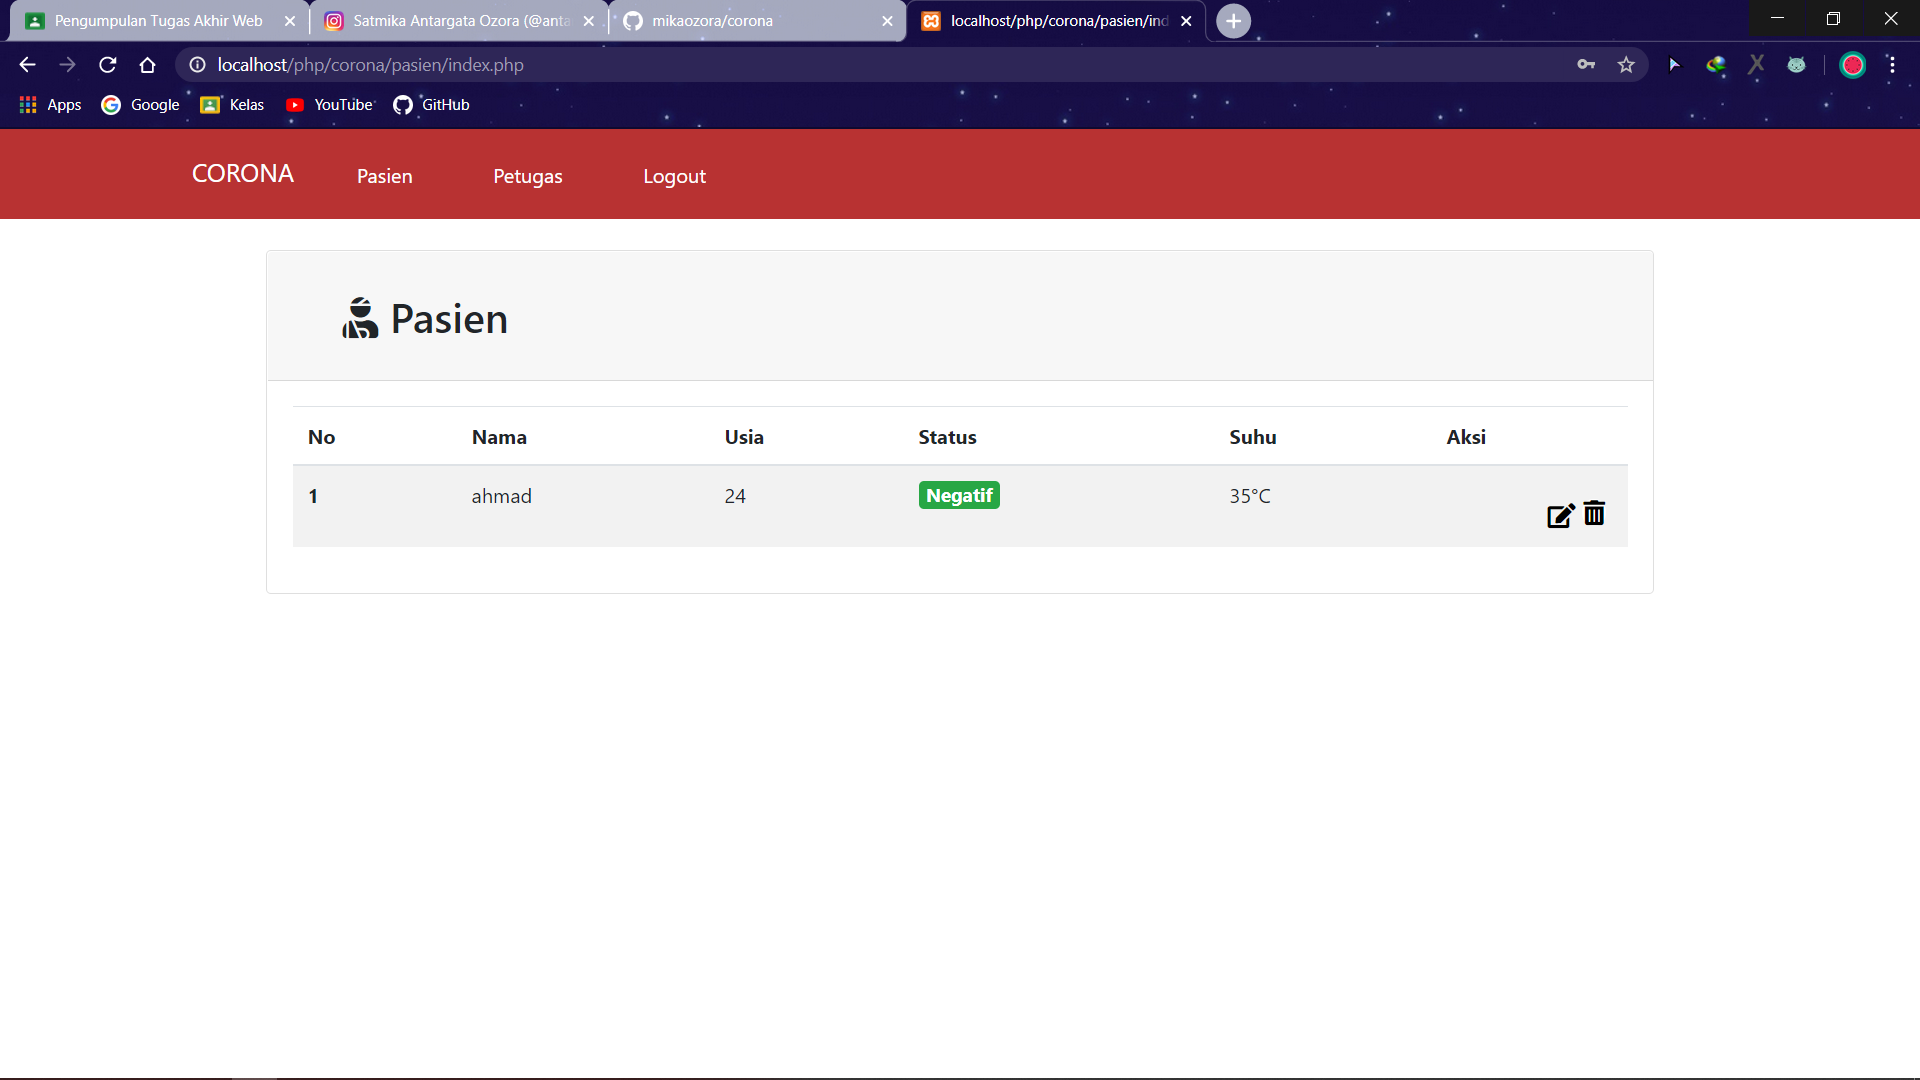 Pengumpulan Tugas Akhir Web
Satmika Antargata Ozora (@anta
mikaozora/corona
localhost/php/corona/pasien/ind
localhost/php/corona/pasien/index.php
Apps Google Kelas YouTube GitHub
CORONA Pasien Petugas Logout
Pasien
No Nama Usia Status Suhu Aksi
1 ahmad 24 Negatif 35°C